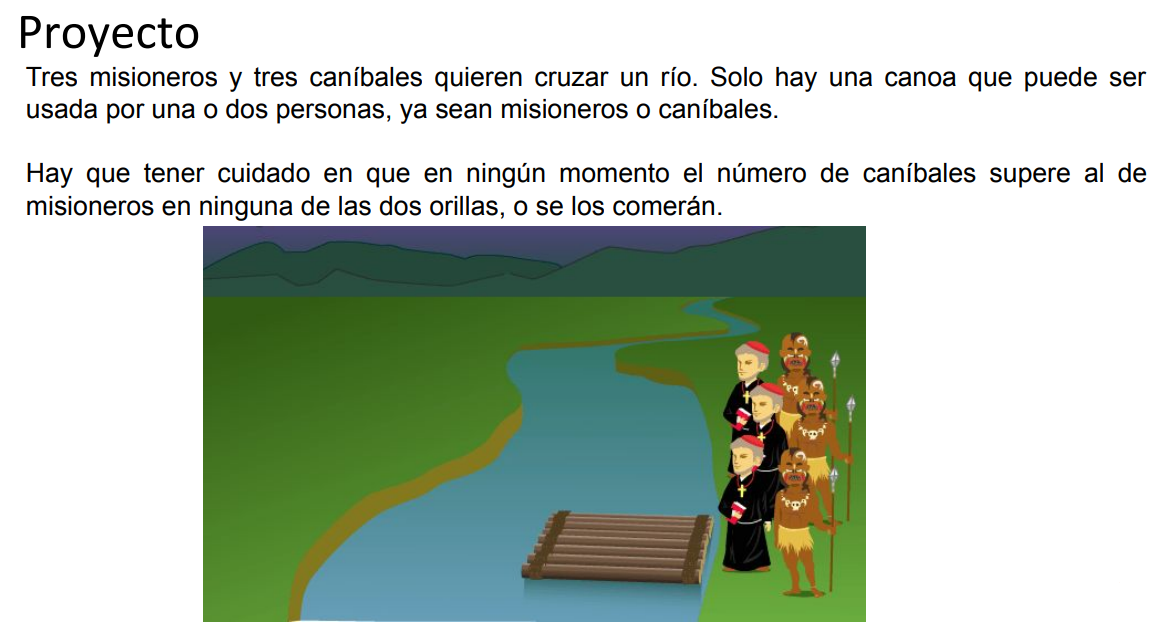 Proyecto
Tres misioneros y tres caníbales quieren cruzar un río. Solo hay una canoa que puede ser
usada por una o dos personas, ya sean misioneros o caníbales.
Hay que tener cuidado en que en ningún momento el número de caníbales supere al de
misioneros en ninguna de las dos orillas, o se los comerán.